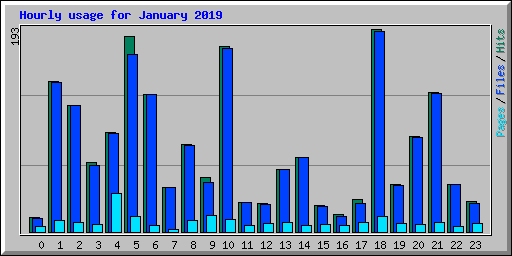 Hourly usage for January 2019
193
Pages/Files/Hits
0 1 2 3 4 5 6 7 8 9 10 11 12 13 14 15 16 17 18 19 20 21 22 23